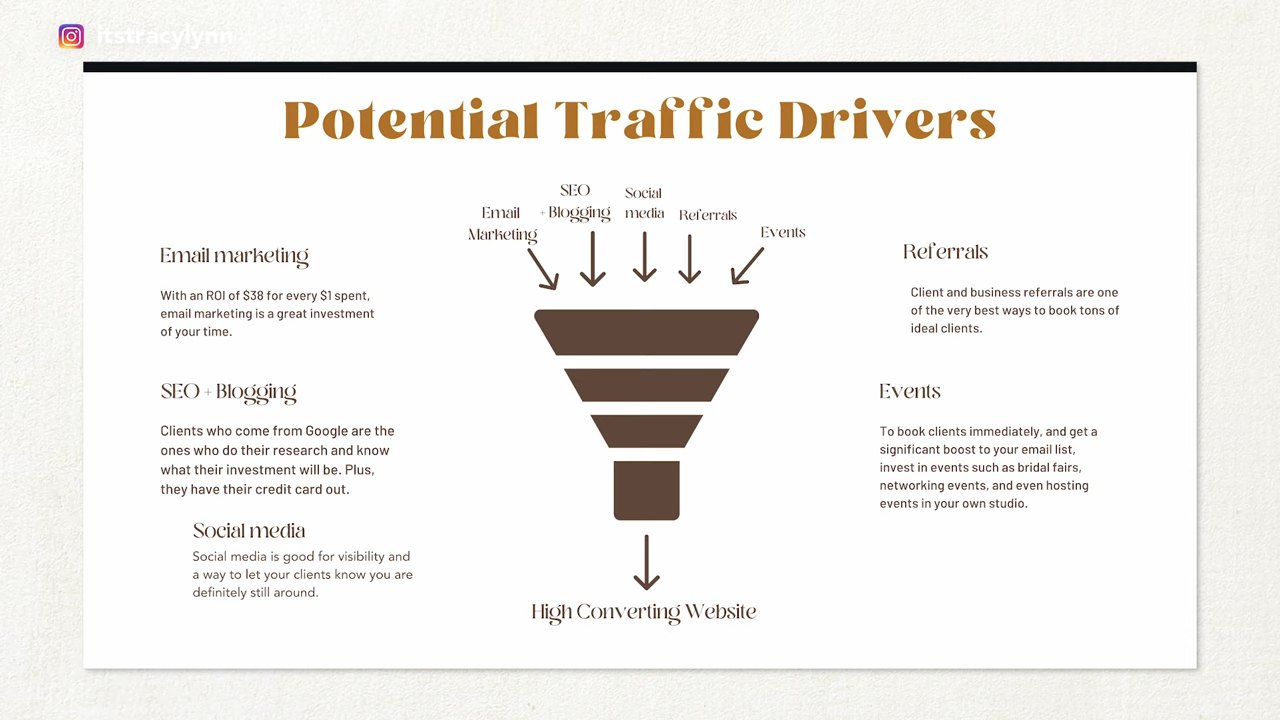 itstracylynn
Potential Traffic Drivers
Email
Marketing
SEO
+ Blogging
Social
media
Referrals
Events
Email marketing
With an ROI of $38 for every $1 spent,
email marketing is a great investment
of your time.
SEO + Blogging
Clients who come from Google are the
ones who do their research and know
what their investment will be. Plus,
they have their credit card out.
Social media
Social media is good for visibility and
a way to let your clients know you are
definitely still around.
Referrals
Client and business referrals are one
of the very best ways to book tons of
ideal clients.
Events
To book clients immediately, and get a
significant boost to your email list,
invest in events such as bridal fairs,
networking events, and even hosting
events in your own studio.
High Converting Website